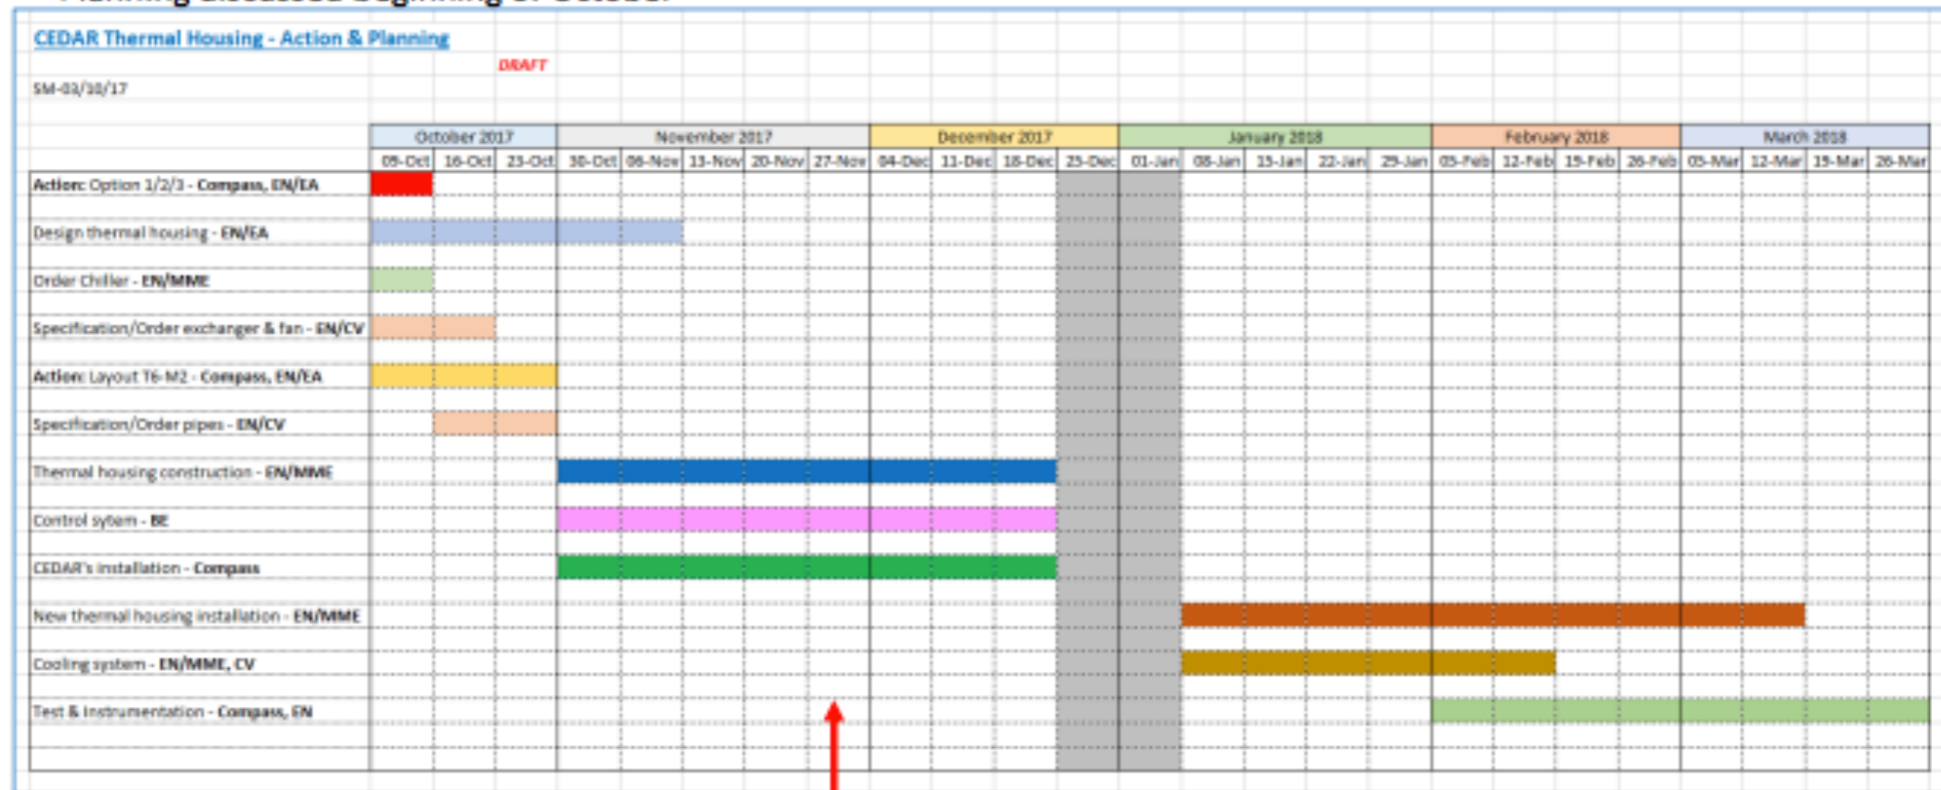 Planning discussed beginning of October
CEDAR Thermal Housing - Action & Planning
DRAFT
SM-03/10/17
October 2017 November 2017 December 2017 January 2018 February 2018 March 2018
09-Oct 16-Oct 23-Oct 30-Oct 06-Nov 13-Nov 20-Nov 27-Nov 04-Dec 11-Dec 18-Dec 25-Dec 01-Jan 08-Jan 15-Jan 22-Jan 29-Jan 05-Feb 12-Feb 19-Feb 26-Feb 05-Mar 12-Mar 19-Mar 26-Mar
Action: Option 1/2/3 - Compass, EN/EA
Design thermal housing - EN/EA
Order Chiller - EN/MME
Specification/Order exchanger & fan - EN/CV
Action: Layout T6-M2 - Compass, EN/EA
Specification/Order pipes - EN/CV
Thermal housing construction - EN/MME
Control sytem - BE
CEDAR's installation - Compass
New thermal housing installation - EN/MME
Cooling system - EN/MME, CV
Test & Instrumentation - Compass, EN